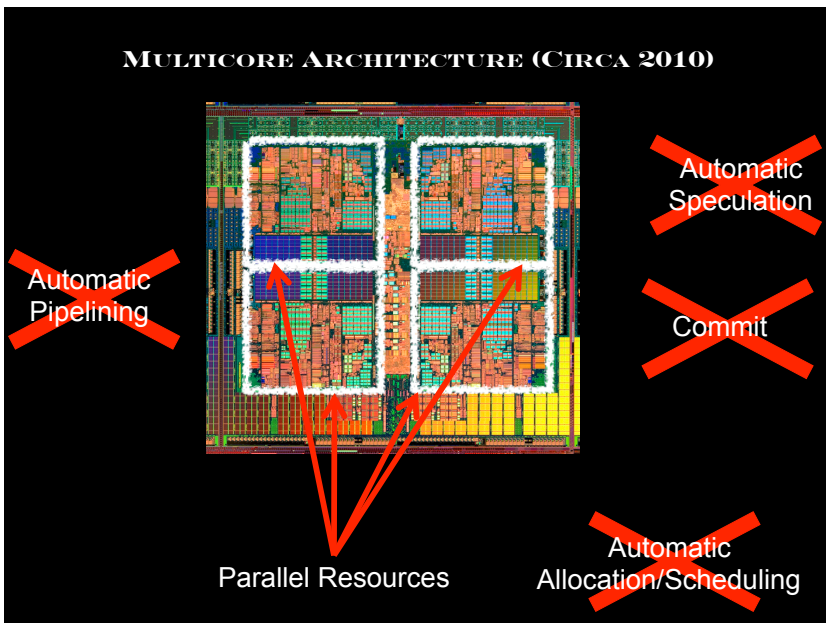 MULTICORE ARCHITECTURE (CIRCA 2010)
Automatic
Speculation
Automatic
Pipelining
Commit
Automatic
Allocation/Scheduling
Parallel Resources